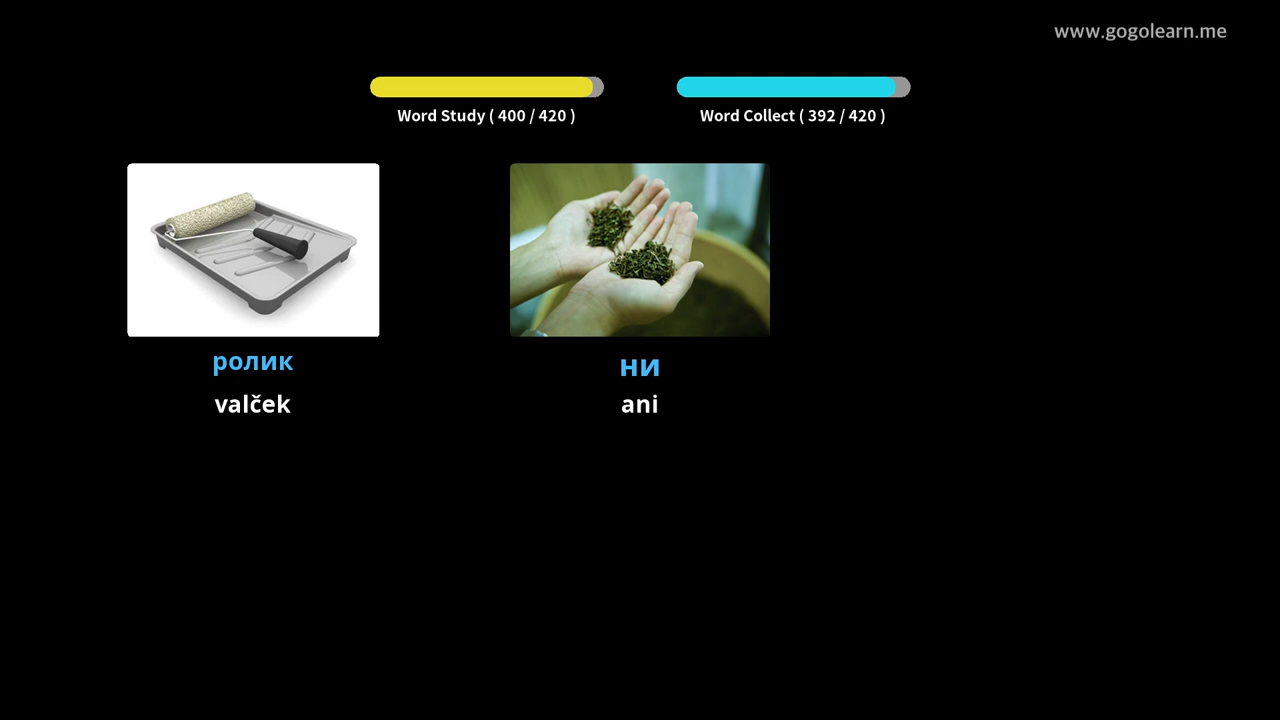 www.gogolearn.me
Word Study ( 400 / 420 )
Word Collect ( 392 / 420 )
ролик
ни
valček
ani